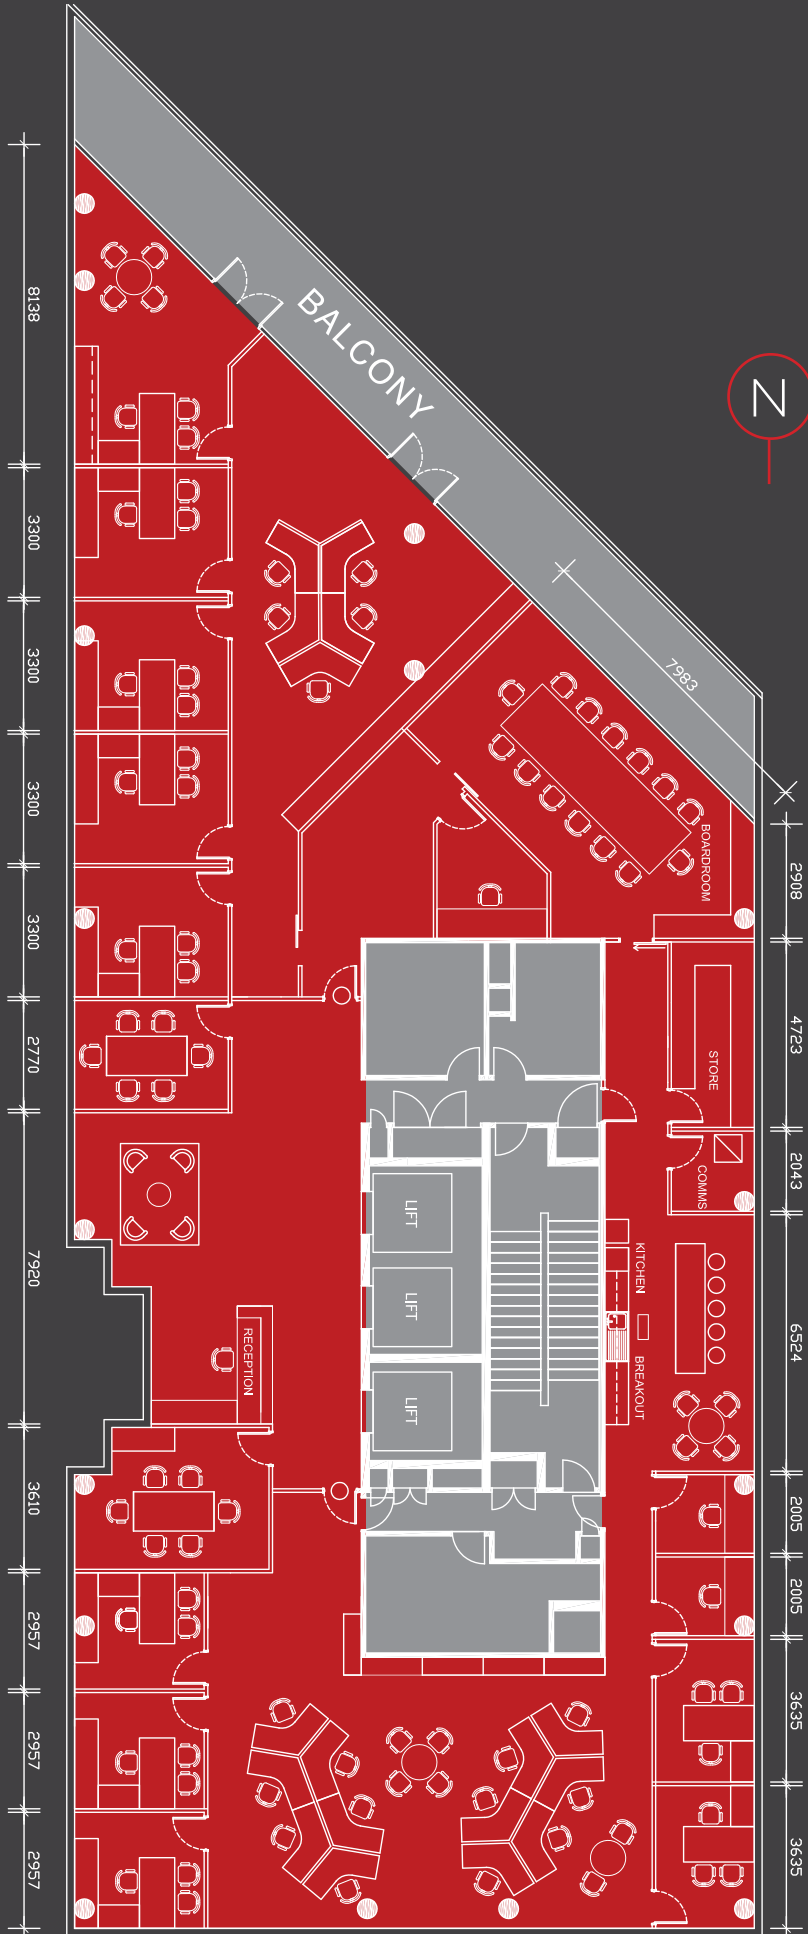 8138
BALCONY
N
3300
3300
7983
3300
BOARDROOM
2908
3300
4723
STORE
2770
COMMS
2043
LIFT
7920
KITCHEN
LIFT
6524
RECEPTION
BREAKOUT
LIFT
3610
2005
2005
2957
3635
2957
3635
2957